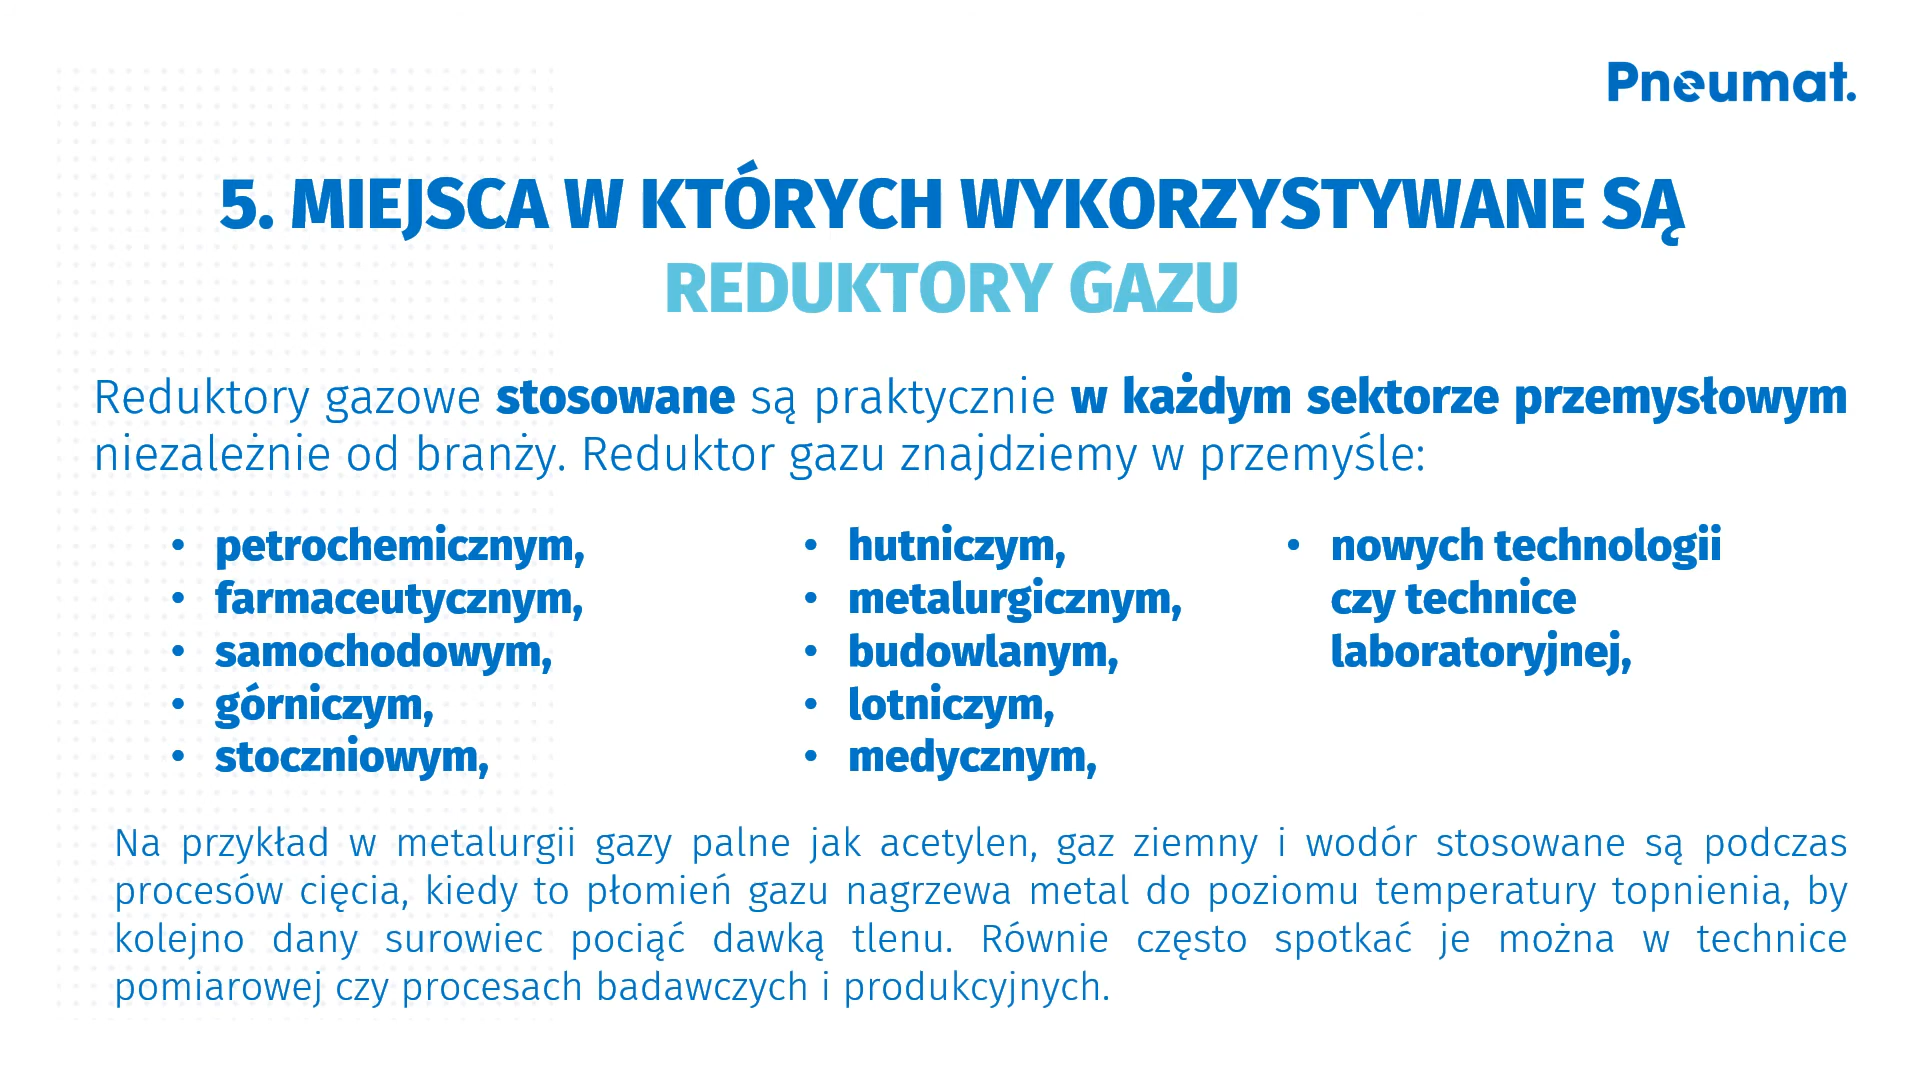 Pneumat.
5. MIEJSCA W KTÓRYCH WYKORZYSTYWANE SĄ
REDUKTORY GAZU
Reduktory gazowe stosowane są praktycznie w każdym sektorze przemysłowym
niezależnie od branży. Reduktor gazu znajdziemy w przemyśle:
• petrochemicznym,
• farmaceutycznym,
• samochodowym,
• górniczym,
• stoczniowym,
• hutniczym,
• metalurgicznym,
• budowlanym,
• lotniczym,
• medycznym,
• nowych technologii
czy technice
laboratoryjnej,
Na przykład w metalurgii gazy palne jak acetylen, gaz ziemny i wodór stosowane są podczas
procesów cięcia, kiedy to płomień gazu nagrzewa metal do poziomu temperatury topnienia, by
kolejno dany surowiec pociąć dawką tlenu. Równie często spotkać je można w technice
pomiarowej czy procesach badawczych i produkcyjnych.